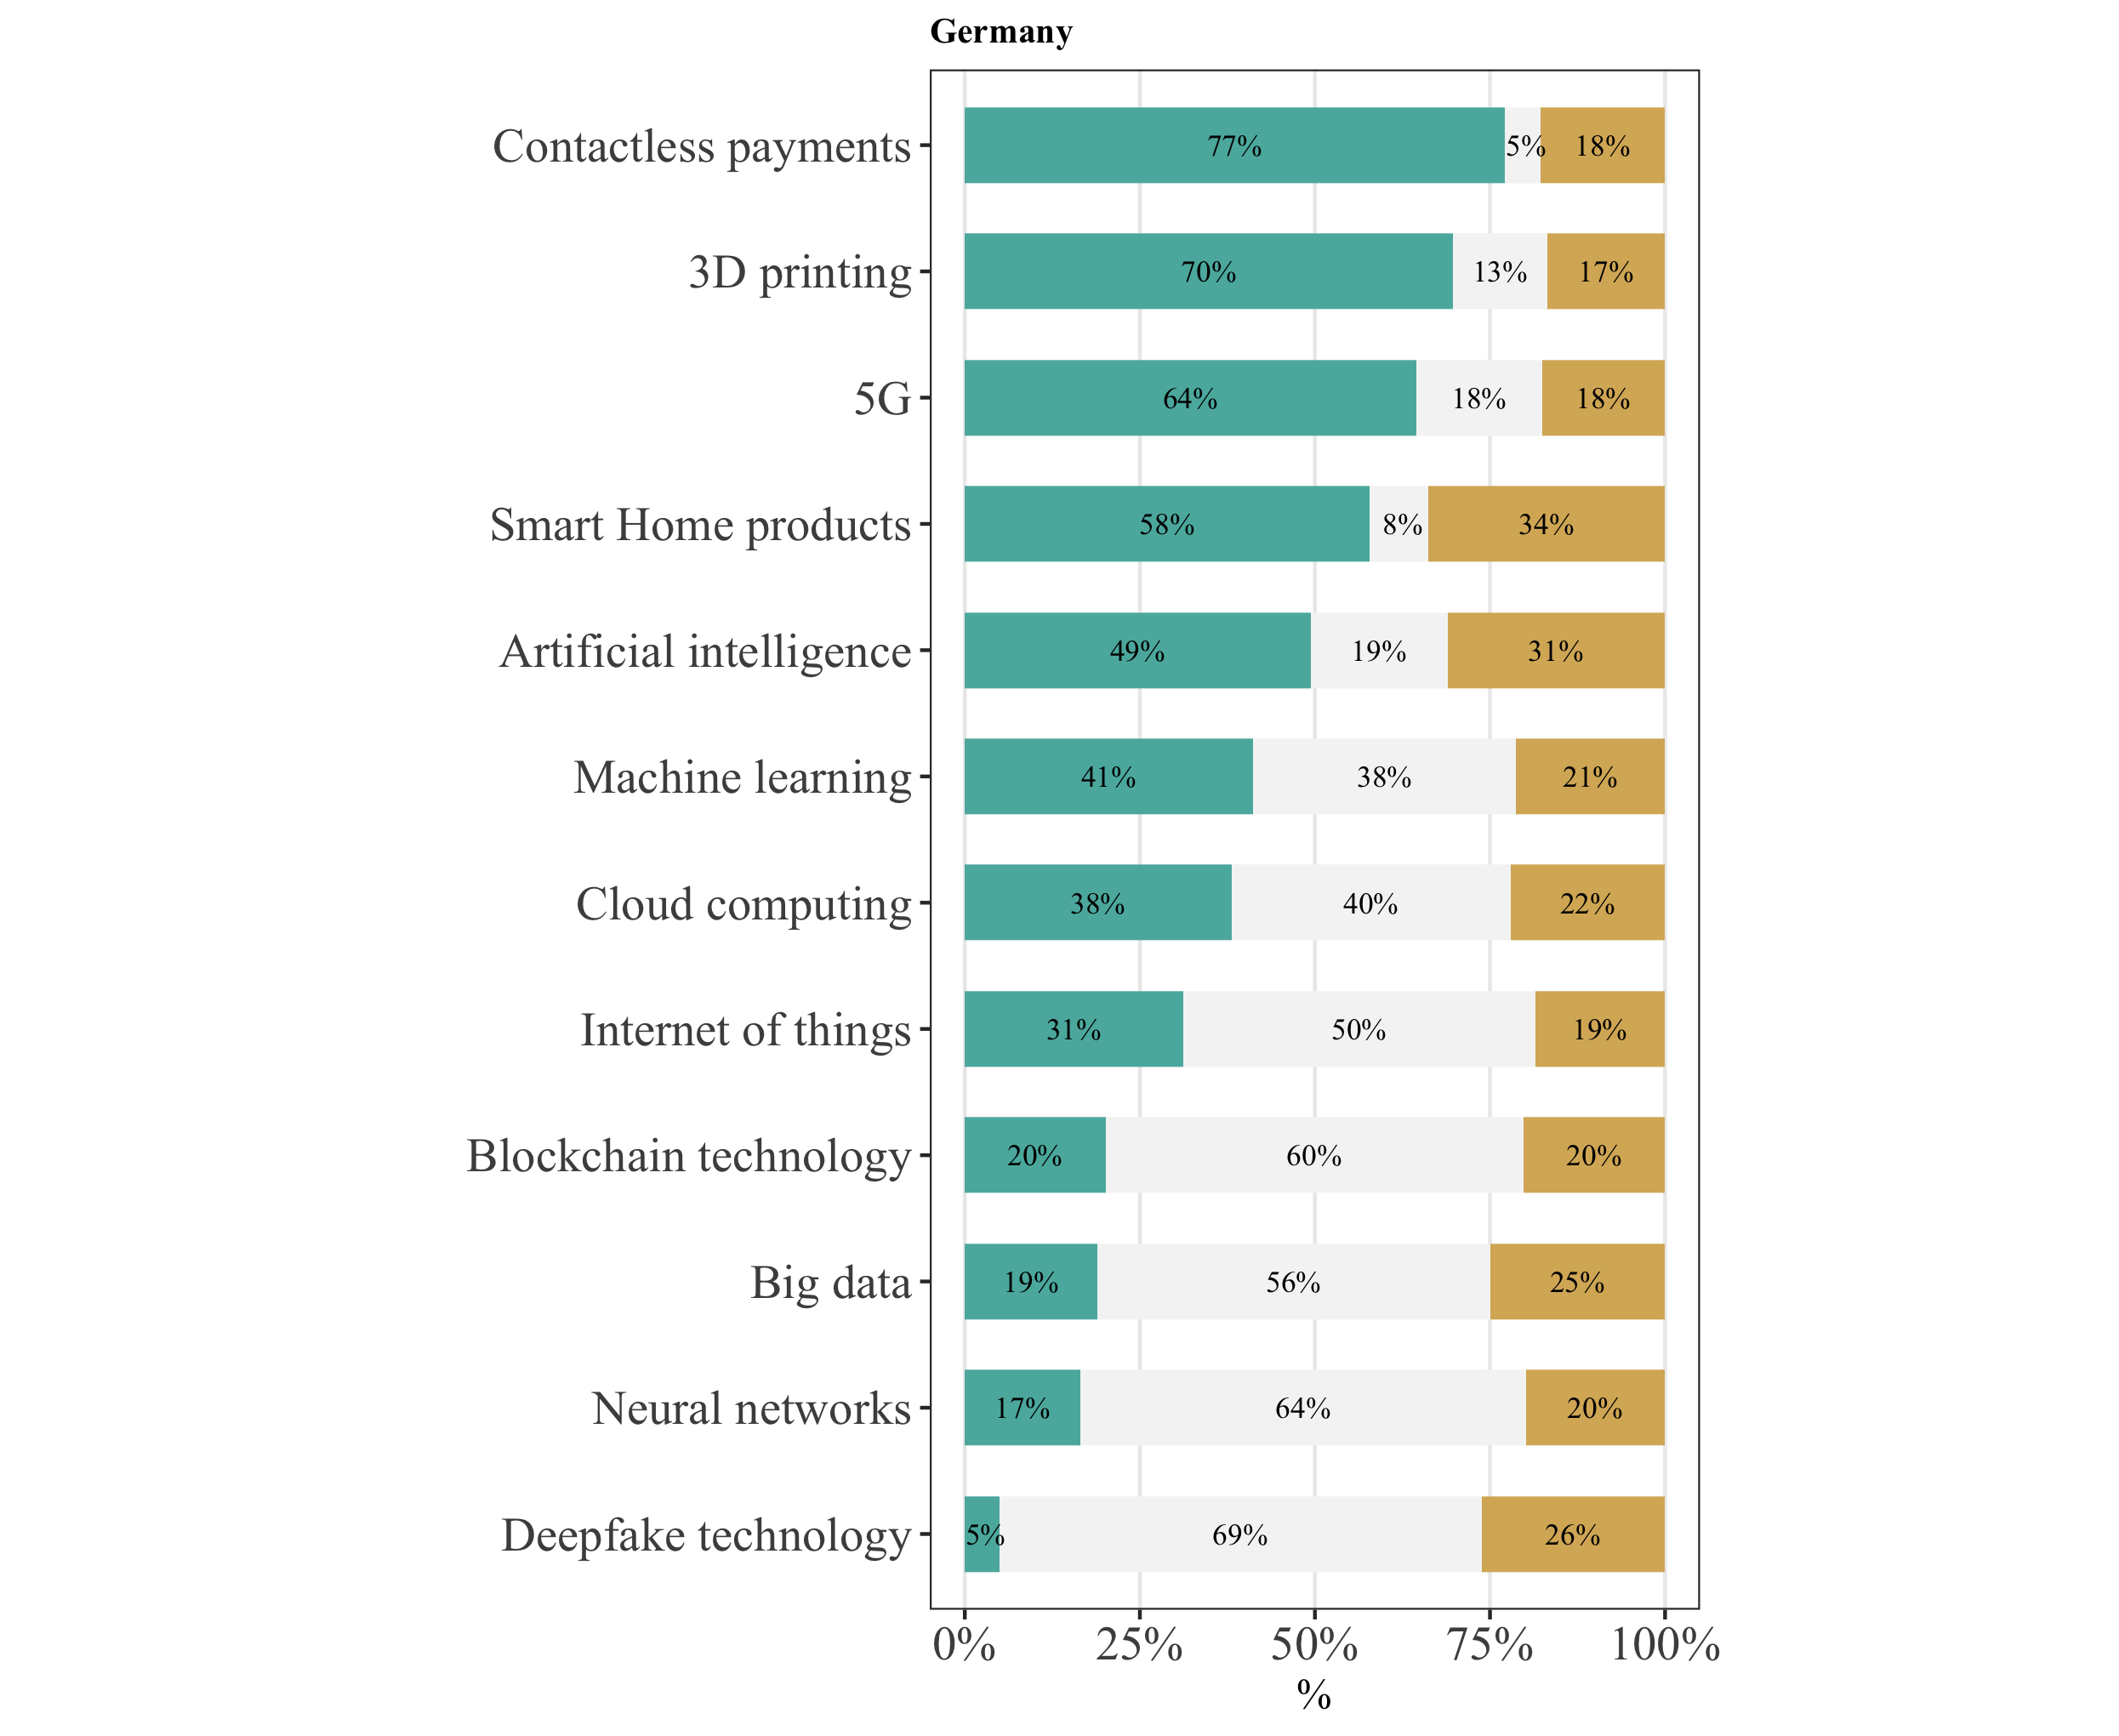 Germany
Contactless payments 77% 5% 18%
3D printing 70% 13% 17%
5G 64% 18% 18%
Smart Home products 58% 8% 34%
Artificial intelligence 49% 19% 31%
Machine learning 41% 38% 21%
Cloud computing 38% 40% 22%
Internet of things 31% 50% 19%
Blockchain technology 20% 60% 20%
Big data 19% 56% 25%
Neural networks 17% 64% 20%
Deepfake technology 5% 69% 26%
0% 25% 50% 75% 100%
%